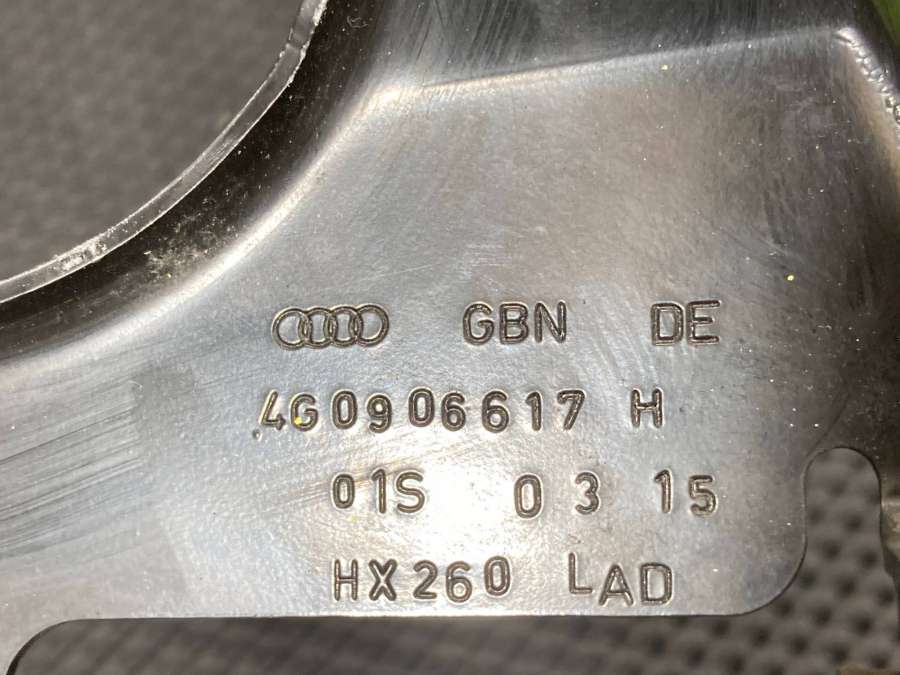 GBN DE
4G0906617 H
01S 03 15
HX260 LAD